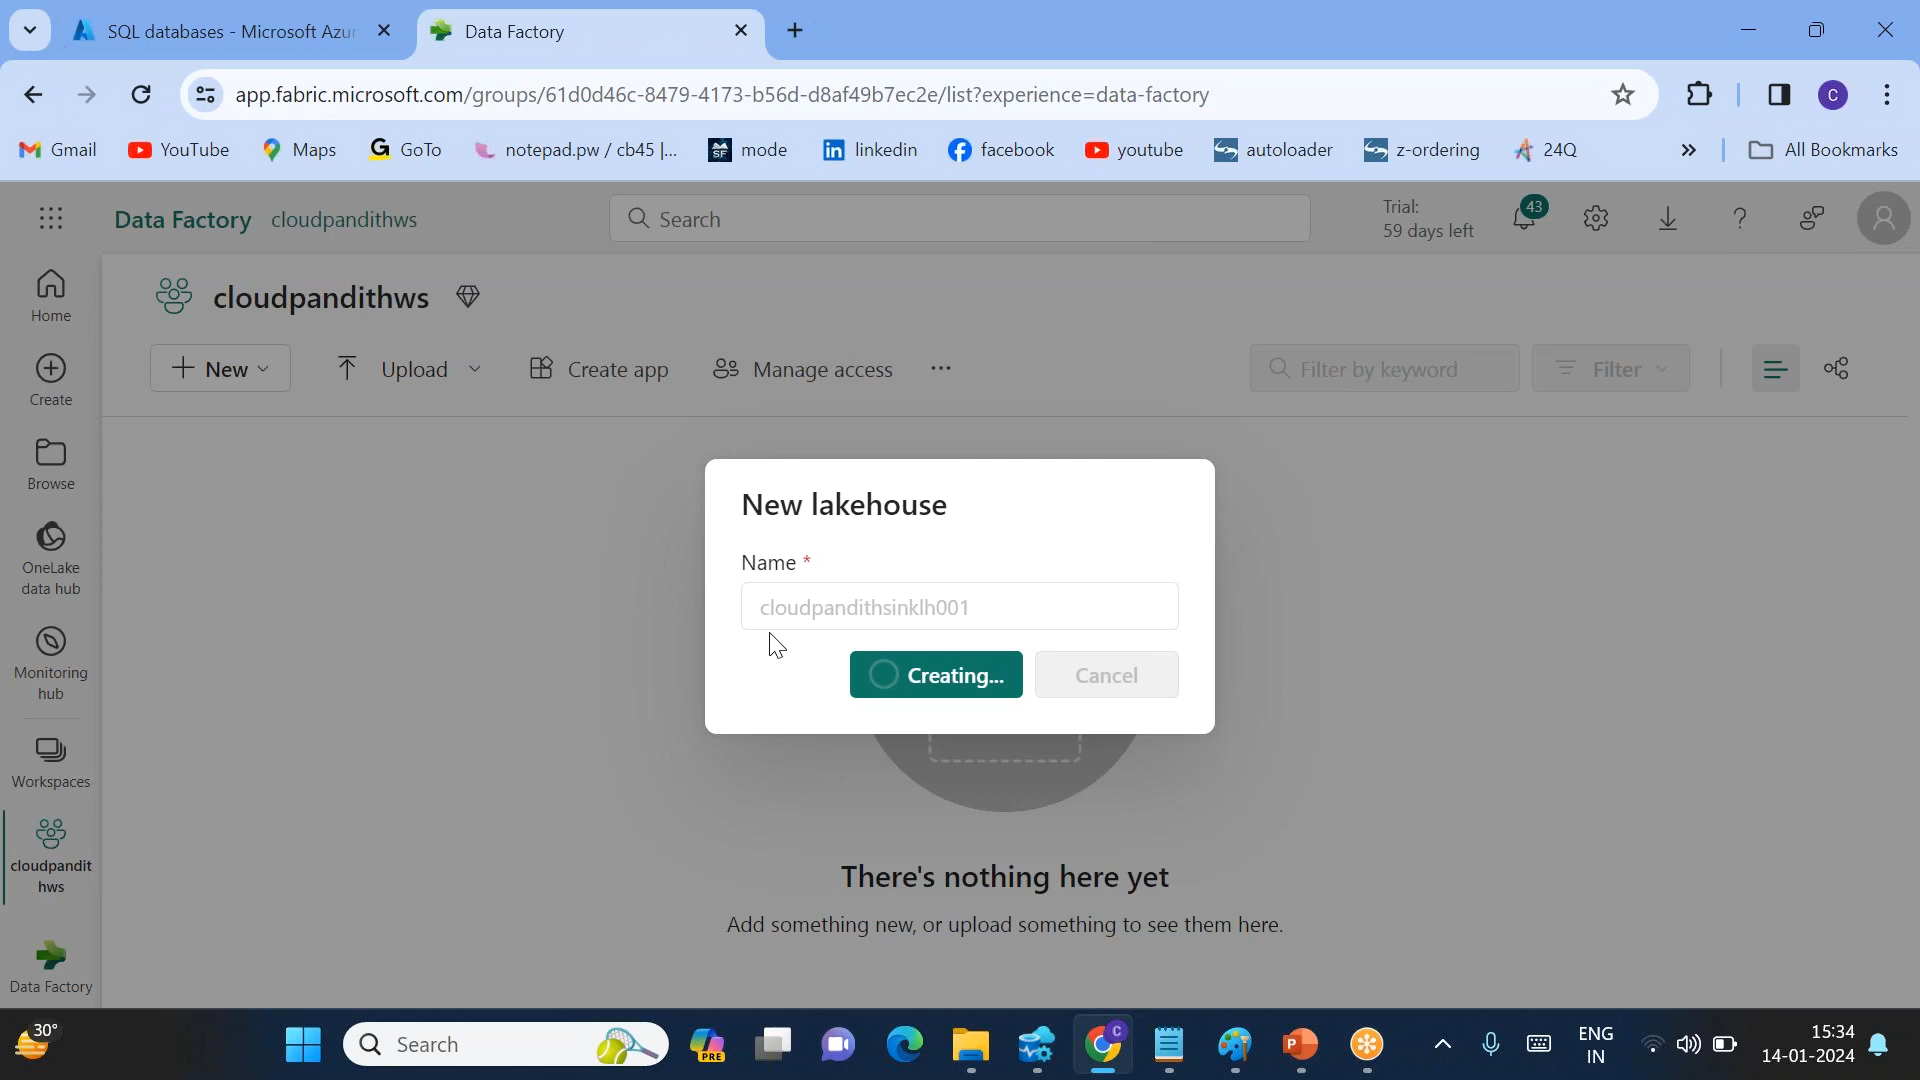 SQL databases - Microsoft Azur
Data Factory
app.fabric.microsoft.com/groups/61d0d46c-8479-4173-b56d-d8af49b7ec2e/list?experience=data-factory
C
Gmail
YouTube
Maps
GoTo
notepad.pw / cb45 |...
mode
linkedin
facebook
youtube
autoloader
z-ordering
24Q
All Bookmarks
Data Factory
cloudpandithws
Search
Trial:
59 days left
43
Home
Create
Browse
OneLake
data hub
Monitoring
hub
Workspaces
cloudpandit
hws
Data Factory
cloudpandithws
New
Upload
Create app
Manage access
Filter by keyword
Filter
New lakehouse
Name *
cloudpandithsinklh001
Creating...
Cancel
There's nothing here yet
Add something new, or upload something to see them here.
30°
Search
PRE
C
P
ENG
IN
15:34
14-01-2024